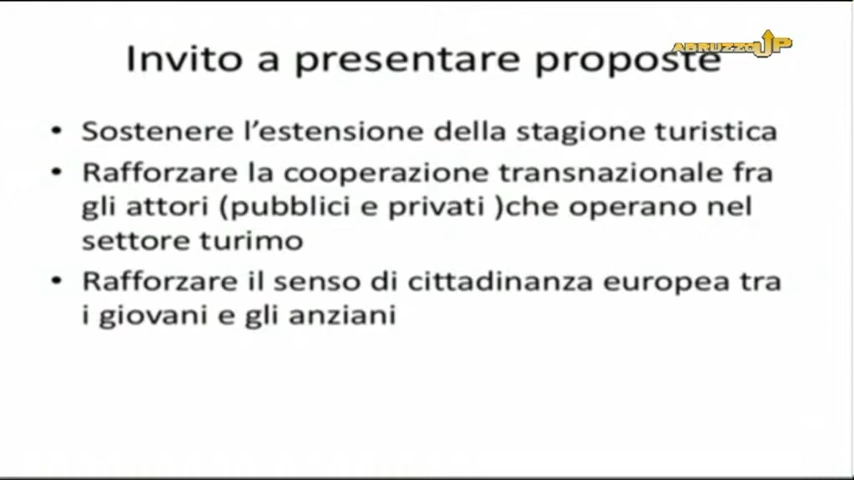 ABRUZZO UP
Invito a presentare proposte
• Sostenere l'estensione della stagione turistica
• Rafforzare la cooperazione transnazionale fra
gli attori (pubblici e privati )che operano nel
settore turimo
• Rafforzare il senso di cittadinanza europea tra
i giovani e gli anziani